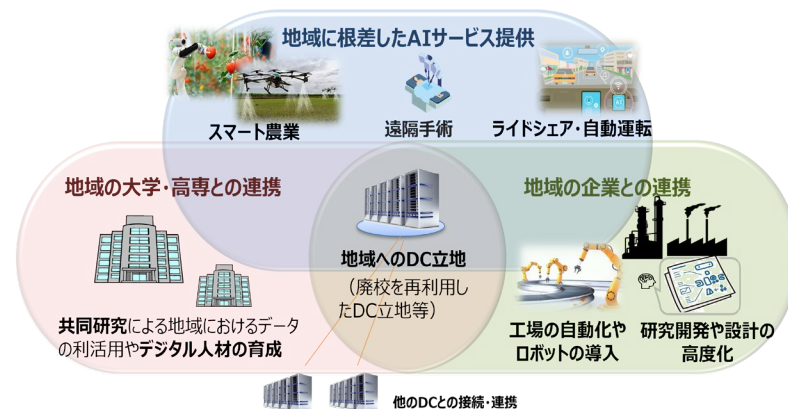 地域に根差したAIサービス提供
スマート農業
遠隔手術
ライドシェア・自動運転
地域の大学・高専との連携
地域の企業との連携
地域へのDC立地
（廃校を再利用し
たDC立地等）
共同研究による地域におけるデータ
の利活用やデジタル人材の育成
工場の自動化や
ロボットの導入
研究開発や設計の
高度化
他のDCとの接続・連携